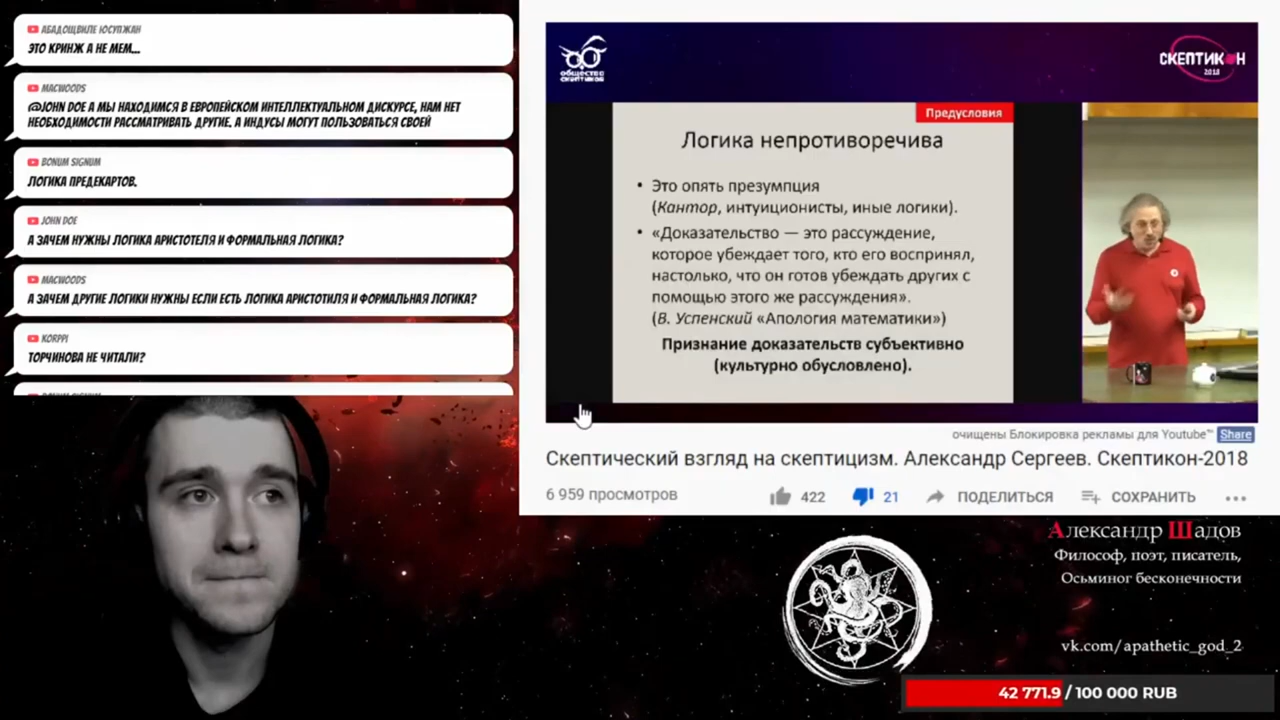 АБАДОЩВИЛЕ ЮСУПЖАН
ЭТО КРИНЖ А НЕ МЕМ...
MACWOODS
@JOHN DOE А МЫ НАХОДИМСЯ В ЕВРОПЕЙСКОМ ИНТЕЛЛЕКТУАЛЬНОМ ДИСКУРСЕ, НАМ НЕТ
НЕОБХОДИМОСТИ РАССМАТРИВАТЬ ДРУГИЕ. А ИНДУСЫ МОГУТ ПОЛЬЗОВАТЬСЯ СВОЕЙ
BONUM SIGNUM
ЛОГИКА ПРЕДЕКАРТОВ.
JOHN DOE
А ЗАЧЕМ НУЖНЫ ЛОГИКА АРИСТОТЕЛЯ И ФОРМАЛЬНАЯ ЛОГИКА?
MACWOODS
А ЗАЧЕМ ДРУГИЕ ЛОГИКИ НУЖНЫ ЕСЛИ ЕСТЬ ЛОГИКА АРИСТОТИЛЯ И ФОРМАЛЬНАЯ ЛОГИКА?
KORPPI
ТОРЧИНОВА НЕ ЧИТАЛИ?
общество
скептиков
СКЕПТИКОН
2018
Предусловия
Логика непротиворечива
• Это опять презумпция
(Кантор, интуиционисты, иные логики).
• «Доказательство — это рассуждение,
которое убеждает того, кто его воспринял,
настолько, что он готов убеждать других с
помощью этого же рассуждения».
(В. Успенский «Апология математики»)
Признание доказательств субъективно
(культурно обусловлено).
очищены Блокировка рекламы для Youtube™ Share
Скептический взгляд на скептицизм. Александр Сергеев. Скептикон-2018
6 959 просмотров
422
21
ПОДЕЛИТЬСЯ
СОХРАНИТЬ
Александр Шадов
Философ, поэт, писатель,
Осьминог бесконечности
vk.com/apathetic_god_2
42 771.9 / 100 000 RUB